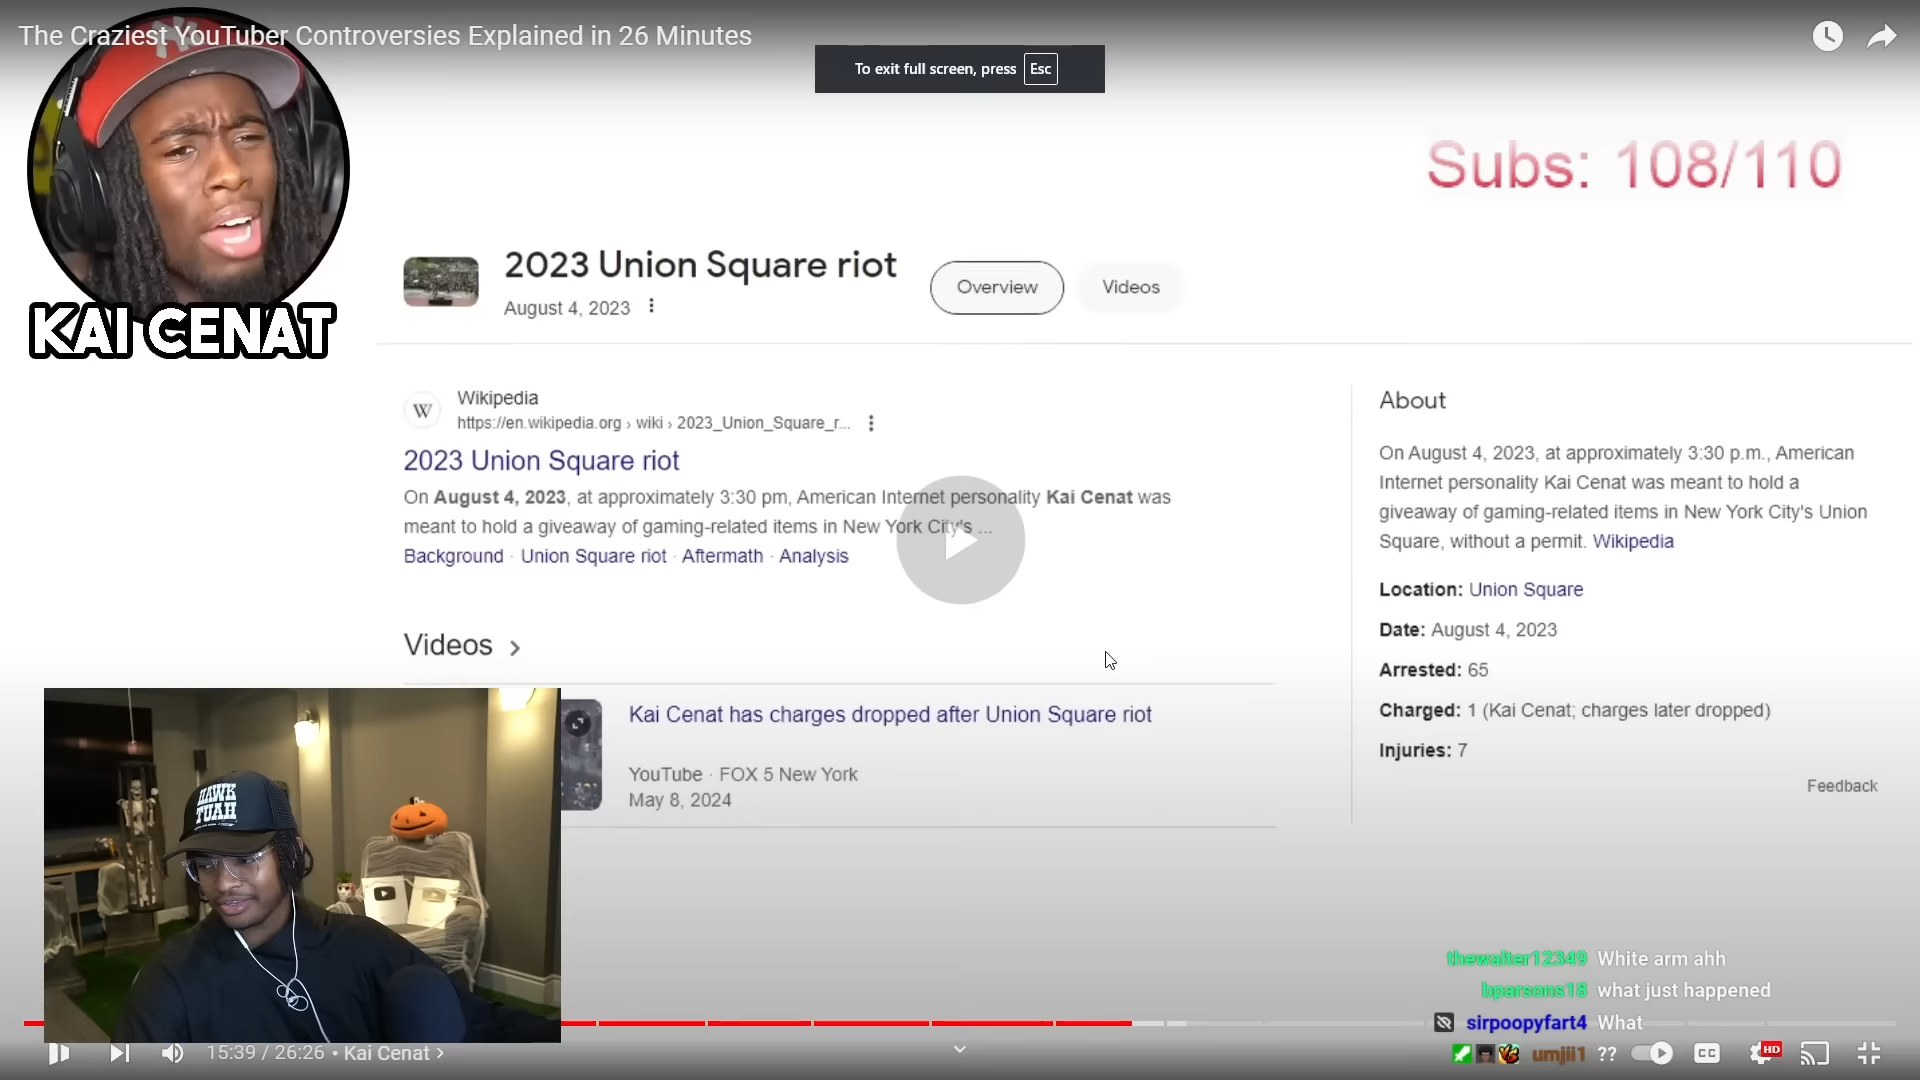 The Craziest YouTuber Controversies Explained in 26 Minutes
To exit full screen, press Esc
Subs: 108/110
KAI CENAT
2023 Union Square riot
August 4, 2023
Overview
Videos
Wikipedia
https://en.wikipedia.org › wiki › 2023_Union_Square_r...
2023 Union Square riot
On August 4, 2023, at approximately 3:30 pm, American Internet personality Kai Cenat was
meant to hold a giveaway of gaming-related items in New York City's ...
Background · Union Square riot · Aftermath · Analysis
Videos
Kai Cenat has charges dropped after Union Square riot
YouTube · FOX 5 New York
May 8, 2024
About
On August 4, 2023, at approximately 3:30 p.m., American
Internet personality Kai Cenat was meant to hold a
giveaway of gaming-related items in New York City's Union
Square, without a permit. Wikipedia
Location: Union Square
Date: August 4, 2023
Arrested: 65
Charged: 1 (Kai Cenat; charges later dropped)
Injuries: 7
Feedback
HAWK
TUAH
thewalter12349 White arm ahh
bparsons18 what just happened
sirpoopyfart4 What
umjii1 ??
15:39 / 26:26 • Kai Cenat
CC
HD